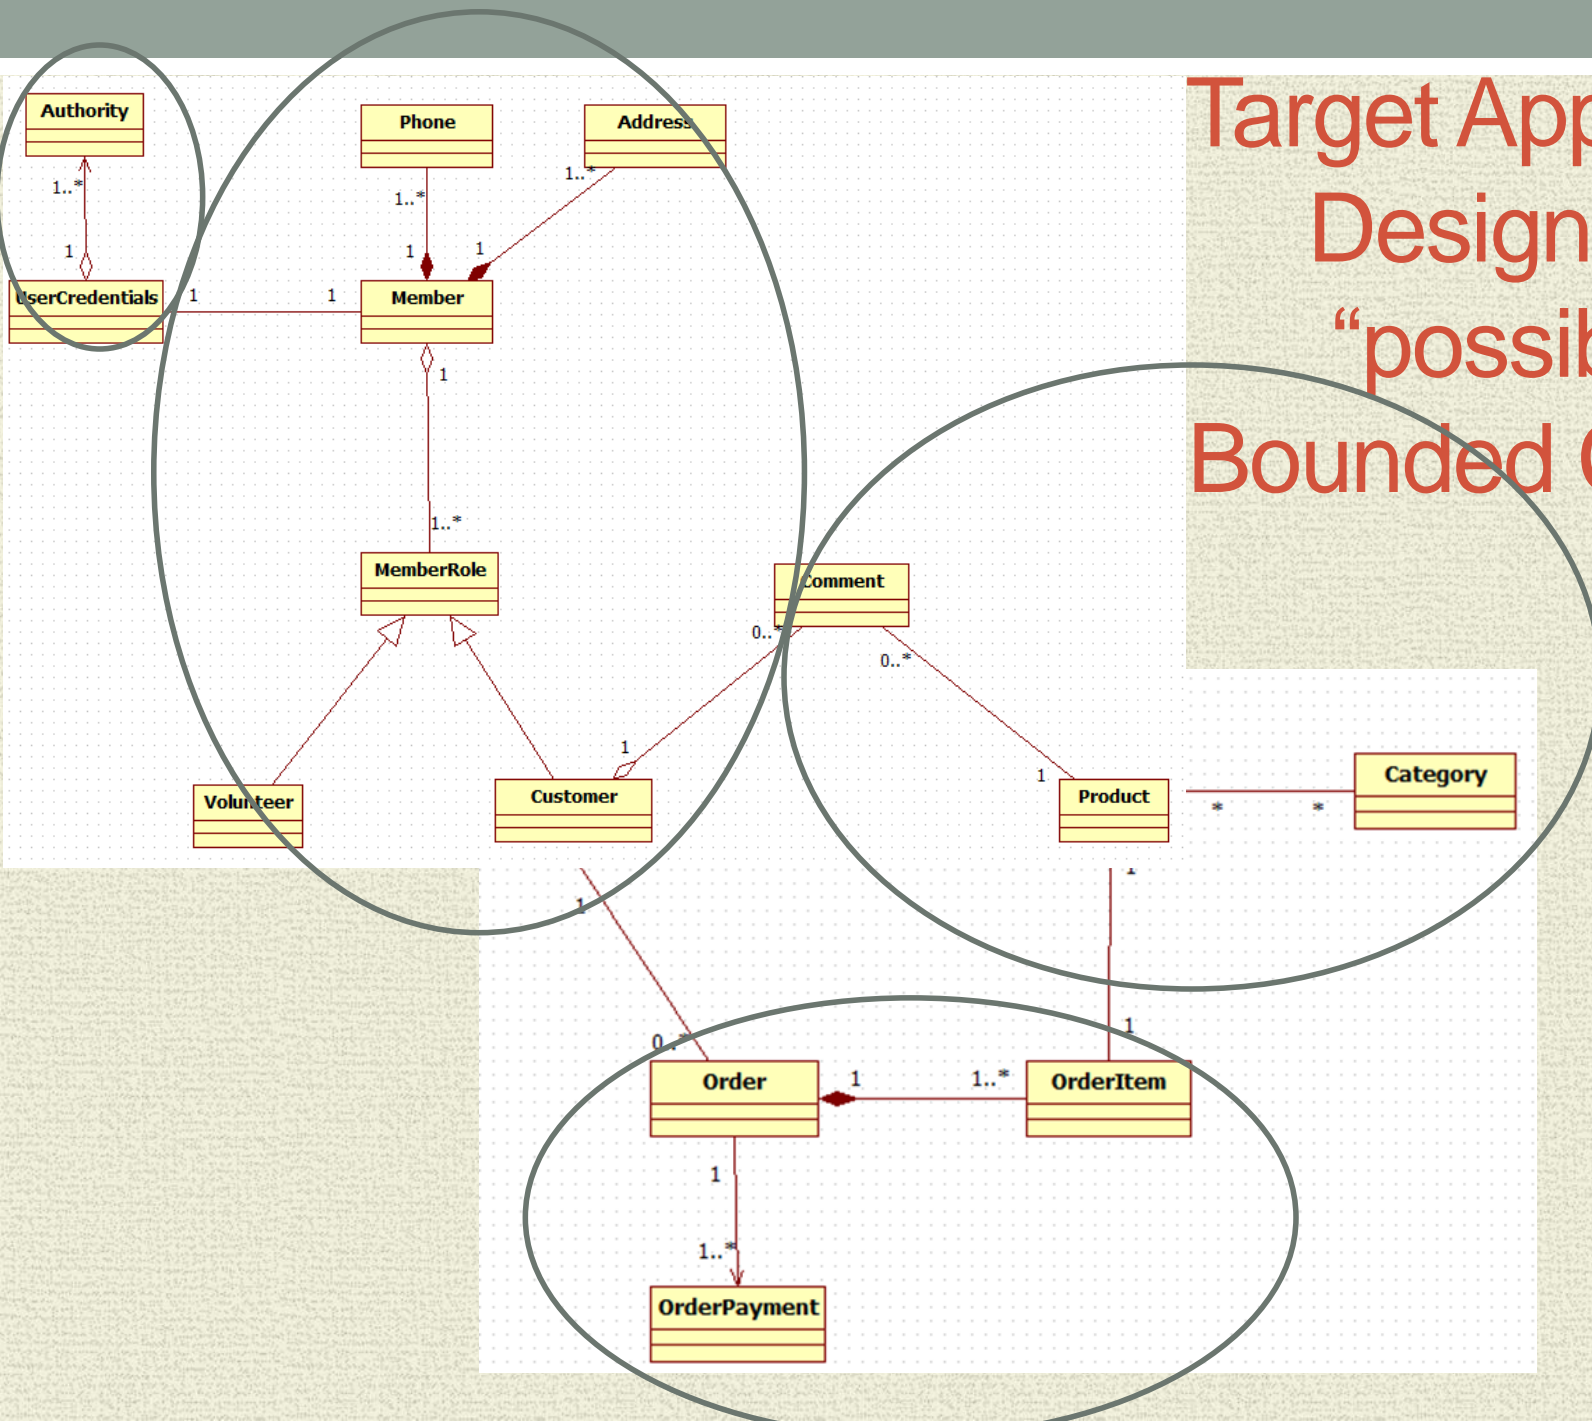 Target App
Design
“possib
Bounded
Authority
1..*
1
UserCredentials
1
1
Phone
1..*
1
Address
1..*
1
Member
1
1..*
MemberRole
Volunteer
Customer
1
0..*
Comment
0..*
1
Product
*
*
Category
1
0..*
1
1
Order
1
1..*
OrderItem
1
1..*
OrderPayment